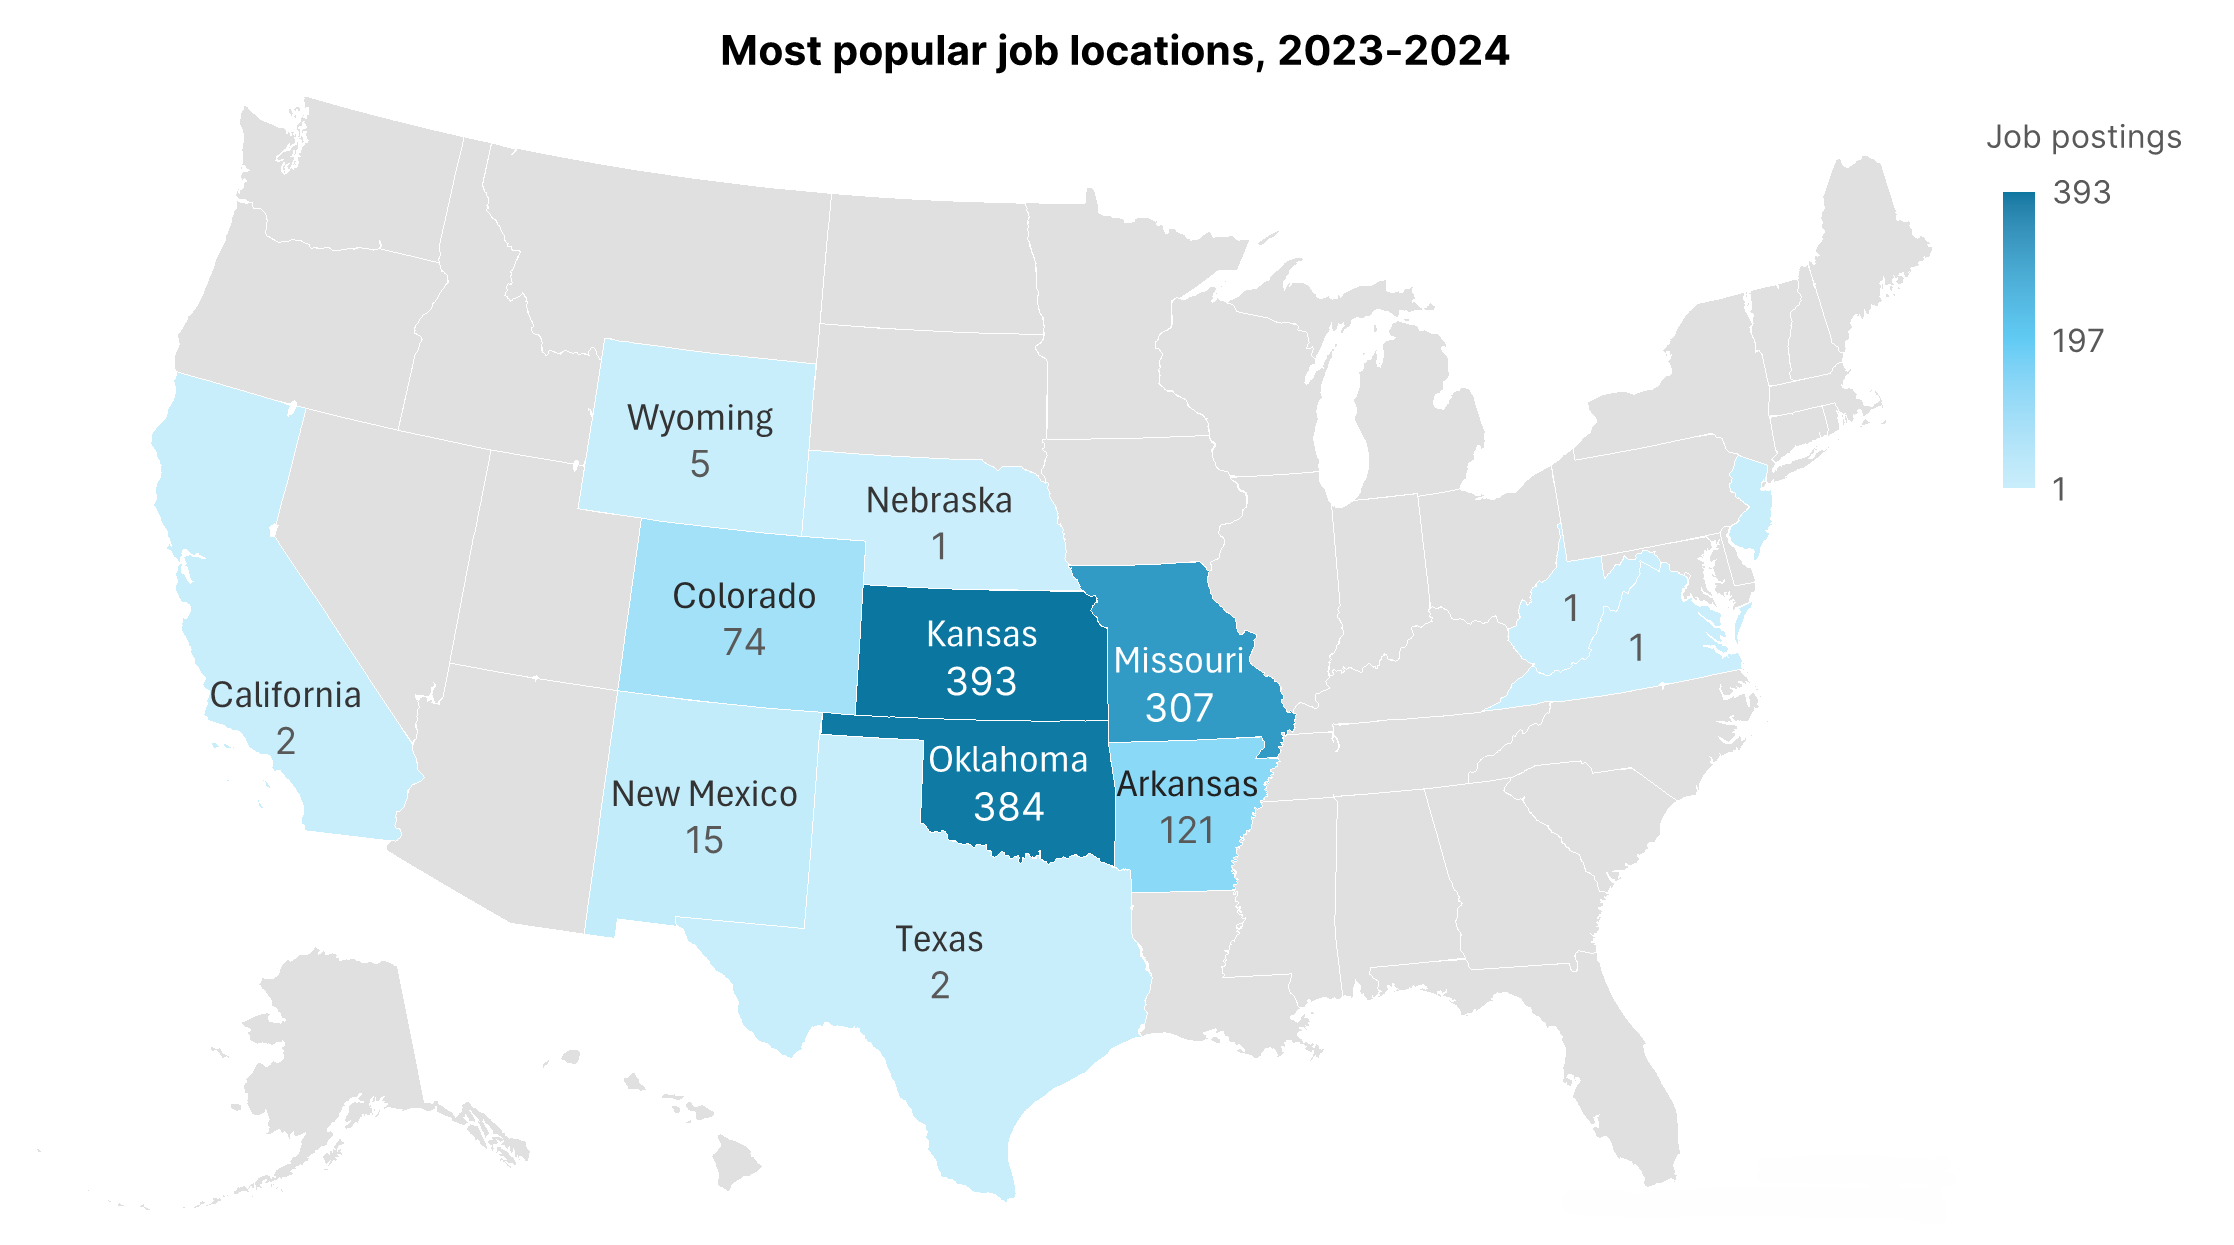 Most popular job locations, 2023-2024
Job postings
393
197
1
Wyoming
5
Nebraska
1
Colorado
74
Kansas
393
Missouri
307
1
1
California
2
New Mexico
15
Oklahoma
384
Arkansas
121
Texas
2